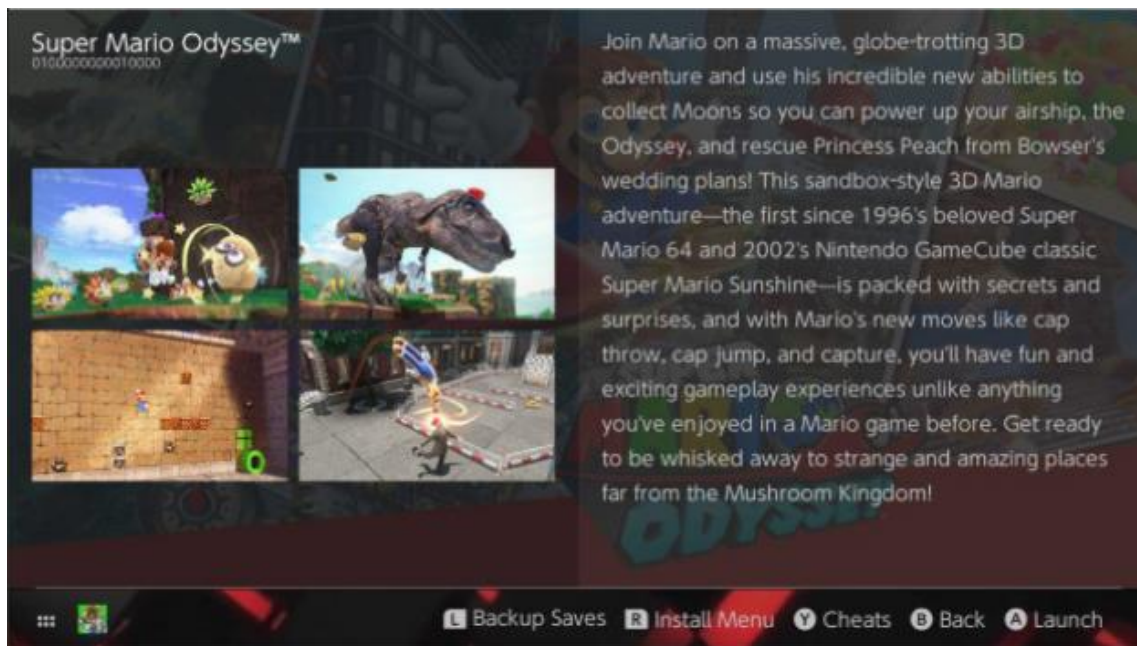 Super Mario Odyssey™
0100000000010000
Join Mario on a massive, globe-trotting 3D
adventure and use his incredible new abilities to
collect Moons so you can power up your airship, the
Odyssey, and rescue Princess Peach from Bowser's
wedding plans! This sandbox-style 3D Mario
adventure—the first since 1996's beloved Super
Mario 64 and 2002's Nintendo GameCube classic
Super Mario Sunshine—is packed with secrets and
surprises, and with Mario's new moves like cap
throw, cap jump, and capture, you'll have fun and
exciting gameplay experiences unlike anything
you've enjoyed in a Mario game before. Get ready
to be whisked away to strange and amazing places
far from the Mushroom Kingdom!
ODYSSEY
L Backup Saves R Install Menu Y Cheats B Back A Launch